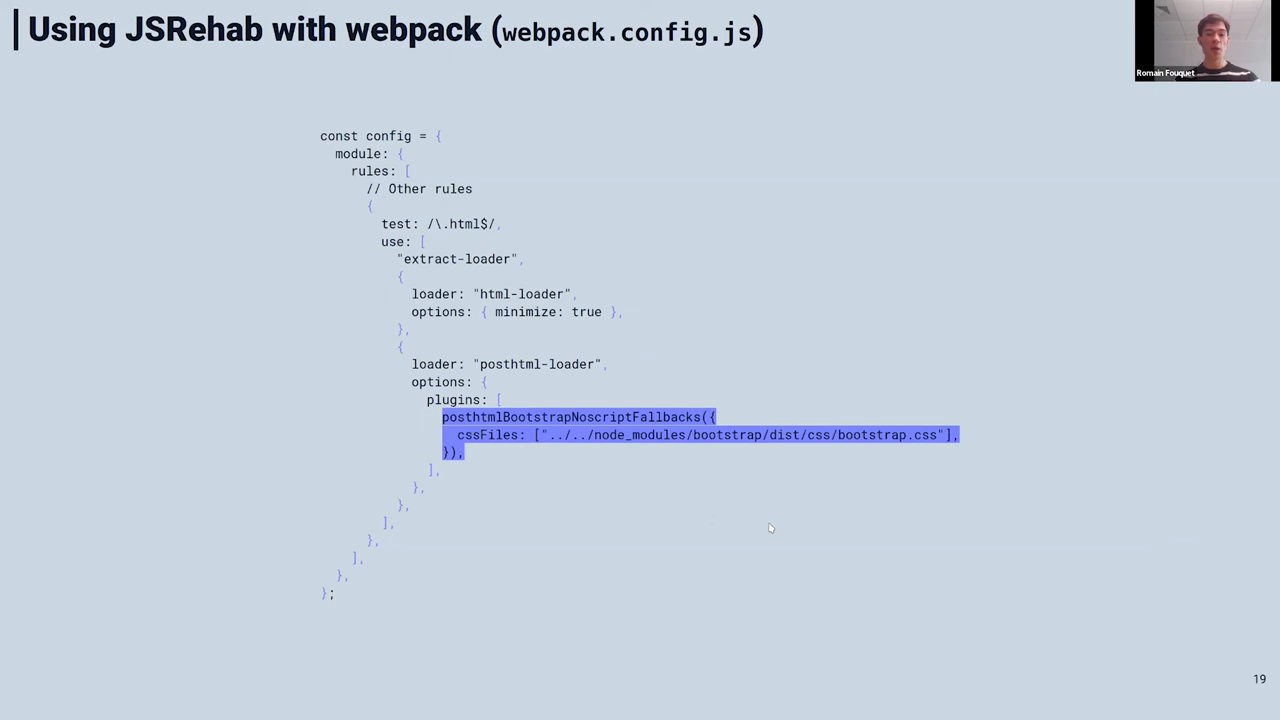 Using JSRehab with webpack (webpack.config.js)
Romain Fouquet
const config = {
  module: {
    rules: [
      // Other rules
      {
        test: /\.html$/,
        use: [
          "extract-loader",
          {
            loader: "html-loader",
            options: { minimize: true },
          },
          {
            loader: "posthtml-loader",
            options: {
              plugins: [
                posthtmlBootstrapNoscriptFallbacks({
                  cssFiles: ["../../node_modules/bootstrap/dist/css/bootstrap.css"],
                }),
              ],
            },
          },
        ],
      },
    ],
  },
};
19